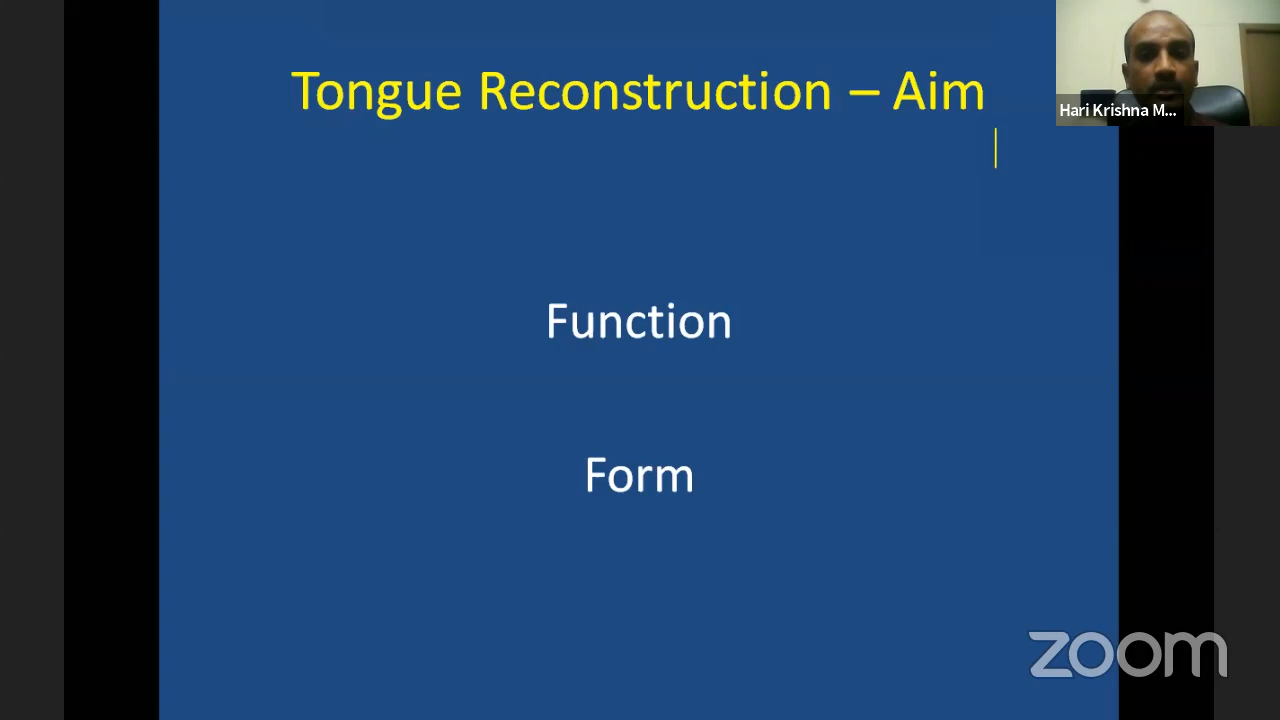 Tongue Reconstruction – Aim
Hari Krishna M...
Function
Form
zoom